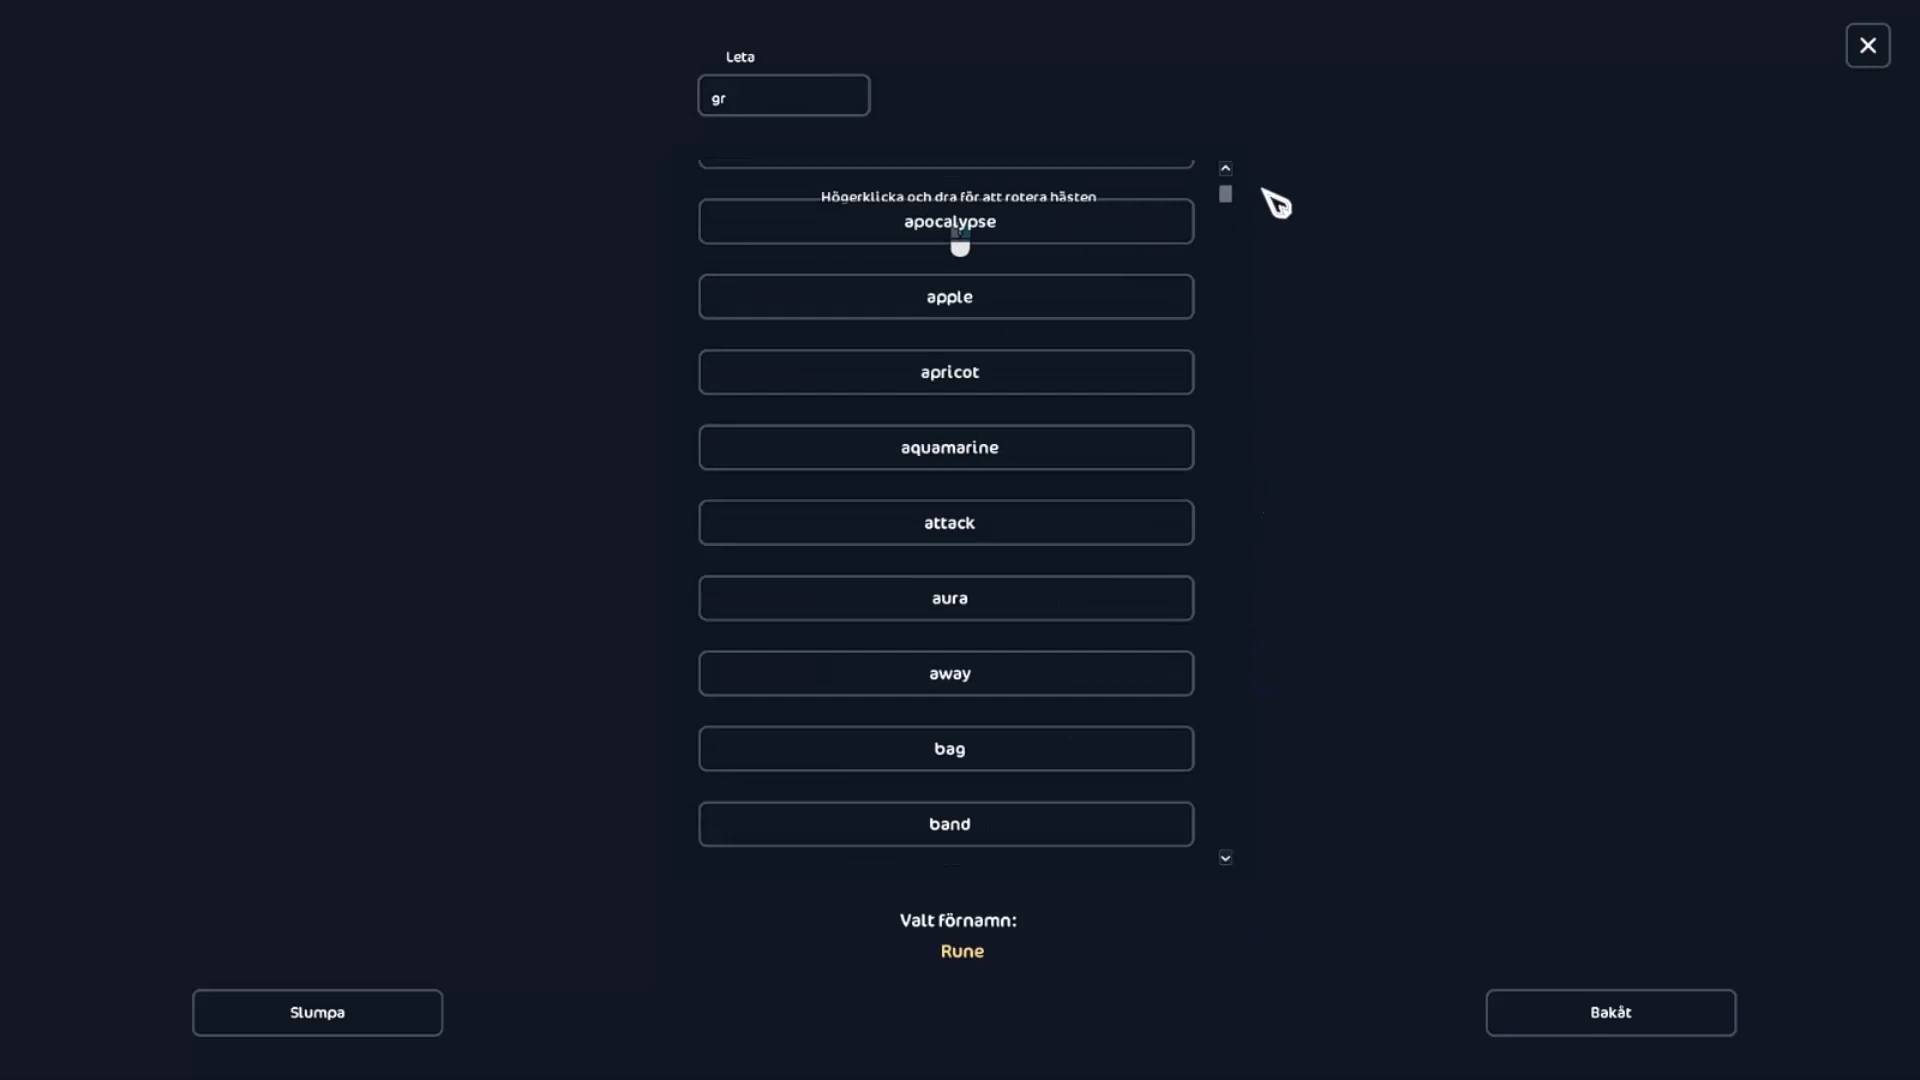 Leta
gr
Högerklicka och dra för att rotera hästen
apocalypse
apple
apricot
aquamarine
attack
aura
away
bag
band
Valt förnamn:
Rune
Slumpa
Bakåt